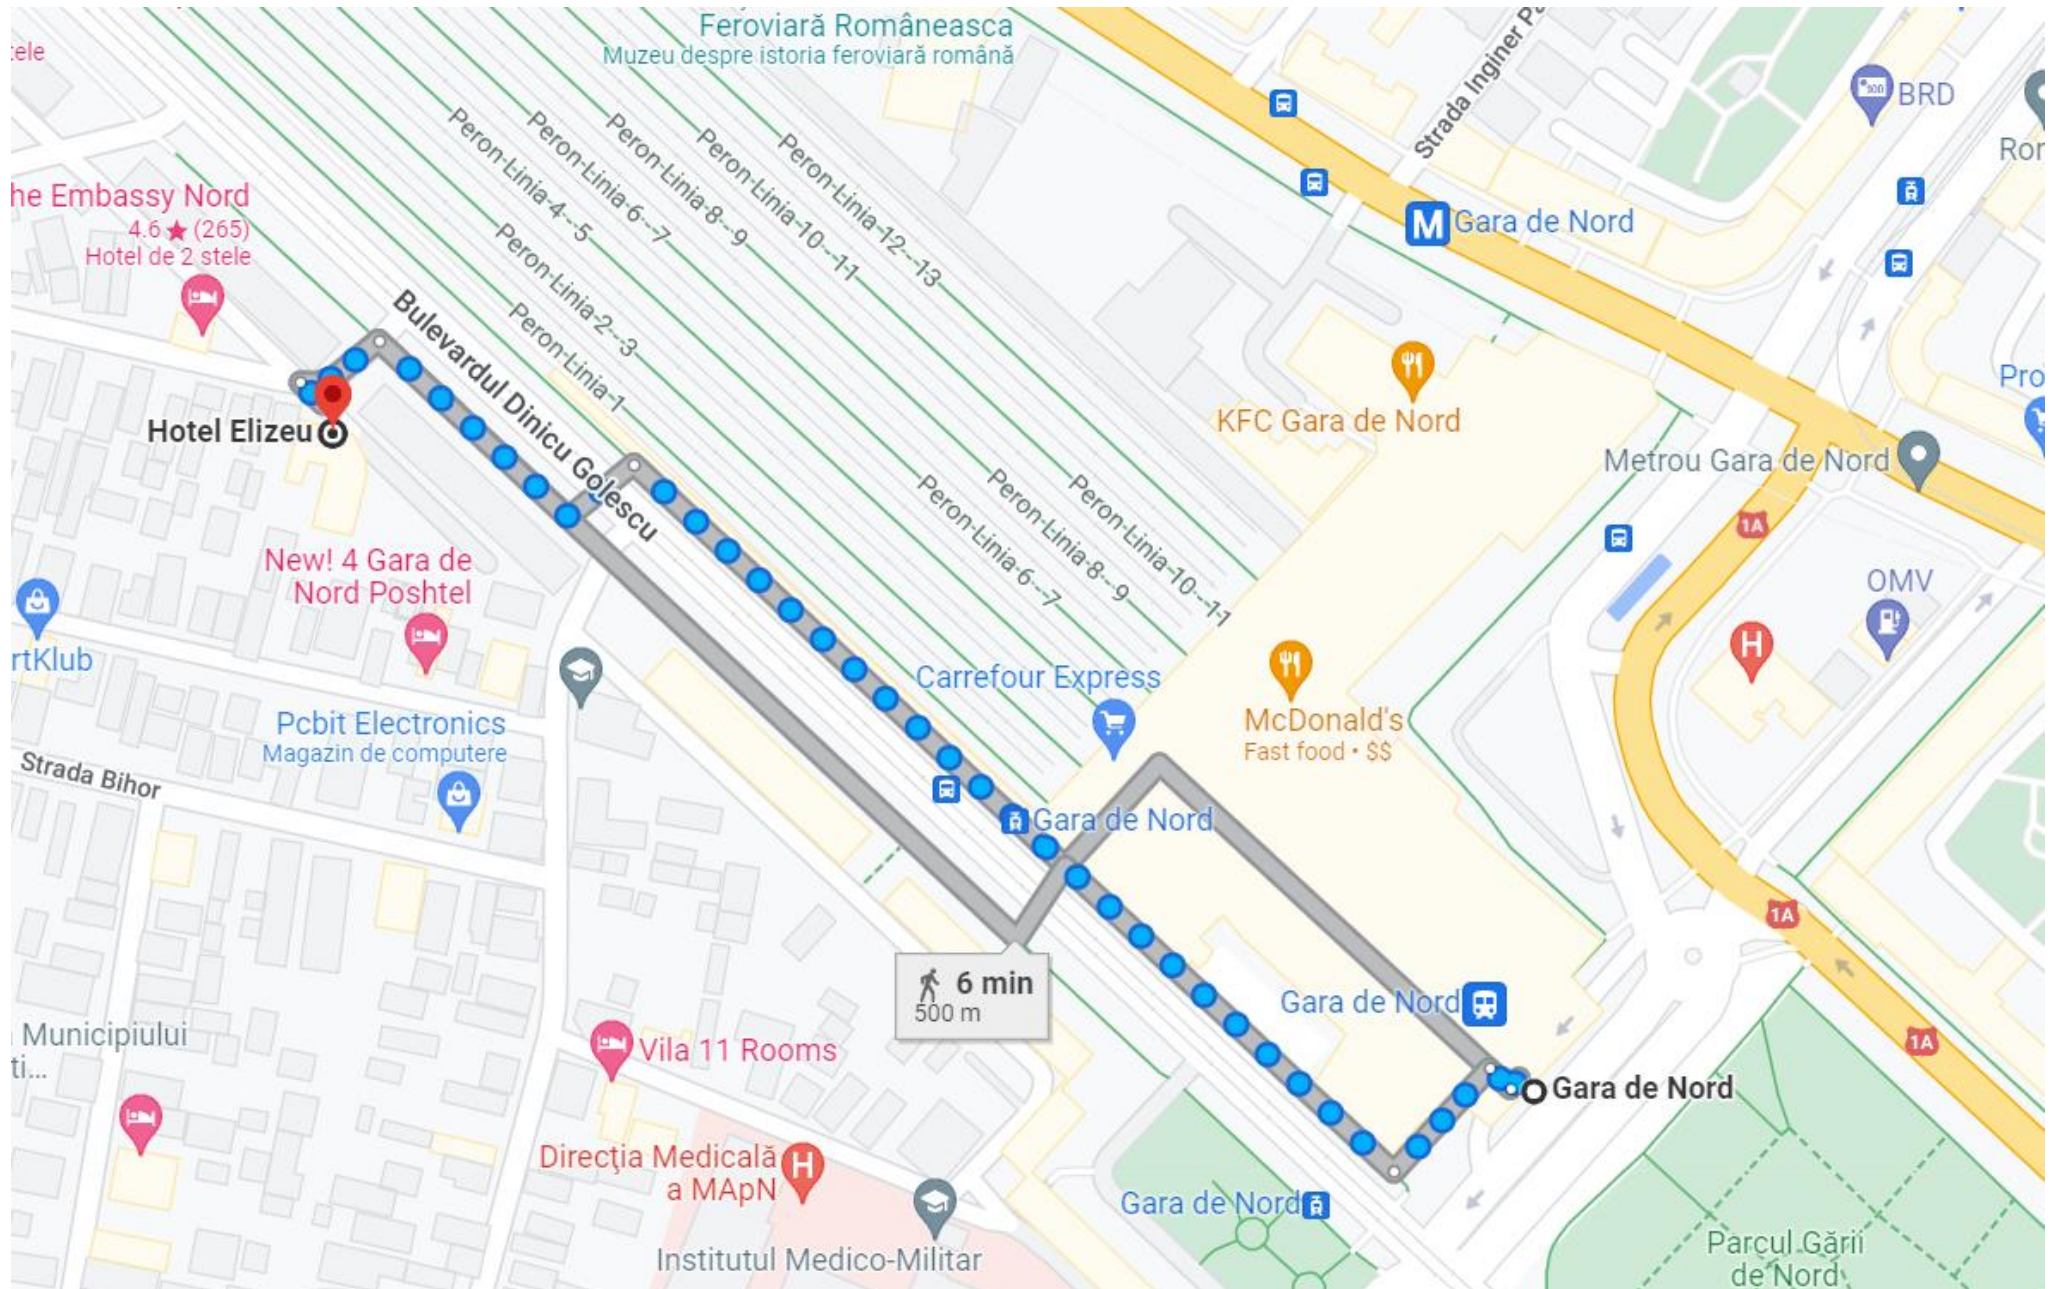 Feroviară Româneasca
Muzeu despre istoria feroviară română
Strada Inginer
BRD
Embassy Nord
4.6 ★ (265)
Hotel de 2 stele
Peron-Linia-4--5
Peron-Linia-6--7
Peron-Linia-8--9
Peron-Linia-10--11
Peron-Linia-12--13
Peron-Linia-2--3
Peron-Linia-1
M Gara de Nord
Bulevardul Dinicu Golescu
KFC Gara de Nord
Hotel Elizeu
Metrou Gara de Nord
Peron-Linia-6--7
Peron-Linia-8--9
Peron-Linia-10--11
1A
New! 4 Gara de
Nord Poshtel
OMV
H
Carrefour Express
McDonald's
Fast food • $$
Pcbit Electronics
Magazin de computere
Strada Bihor
Gara de Nord
1A
6 min
500 m
Gara de Nord
Municipiului
Vila 11 Rooms
1A
Gara de Nord
Direcţia Medicală
a MApN
H
Gara de Nord
Institutul Medico-Militar
Parcul Gării
de Nord